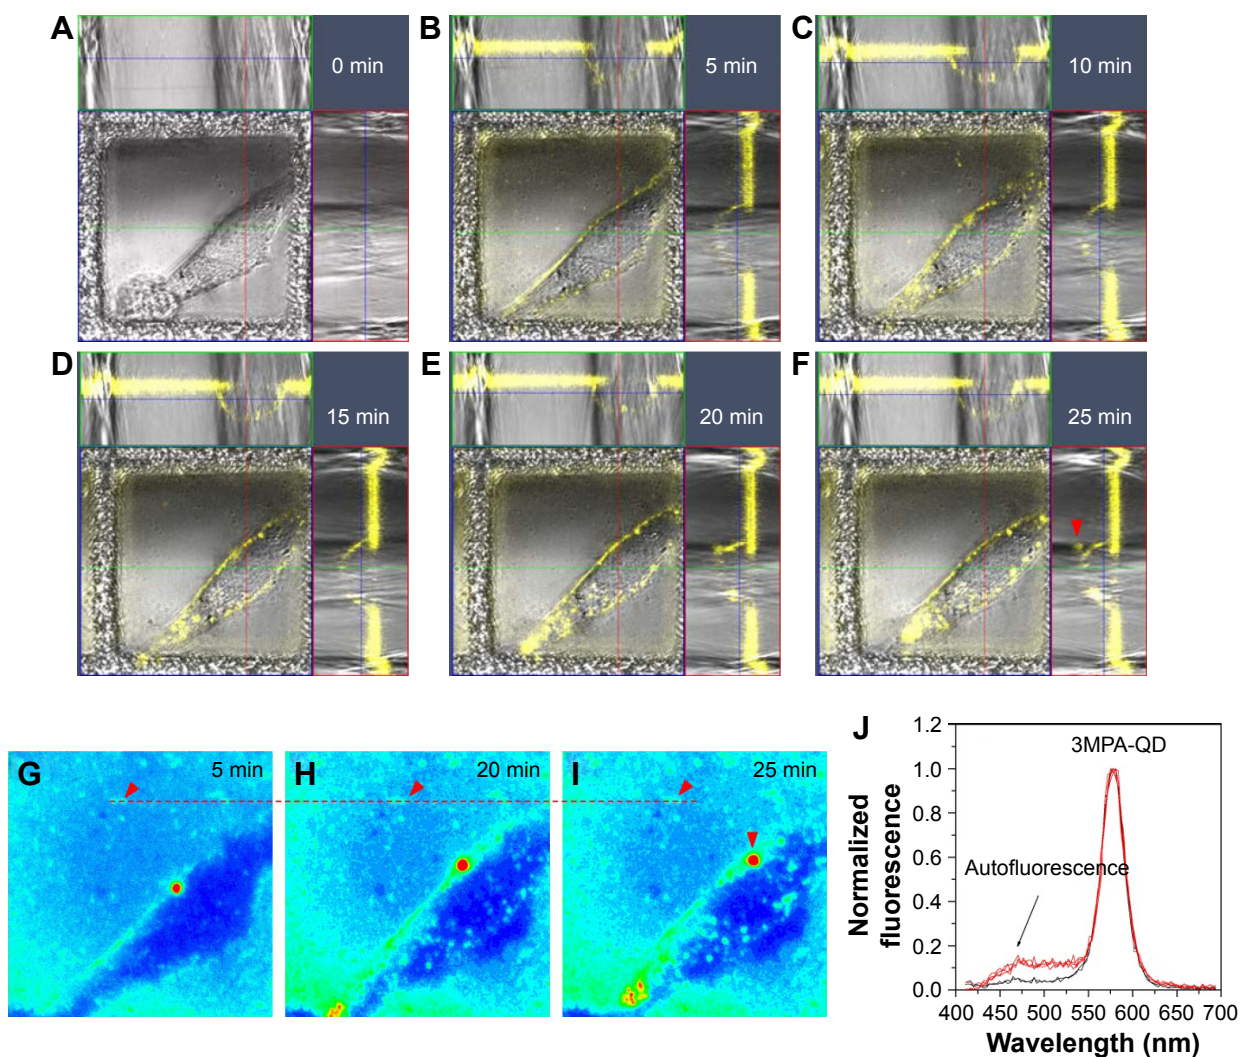 A
0 min
B
5 min
C
10 min
D
15 min
E
20 min
F
25 min
G
5 min
H
20 min
I
25 min
J
3MPA-QD
Autofluorescence
Normalized
fluorescence
1.2
1.0
0.8
0.6
0.4
0.2
0.0
400 450 500 550 600 650 700
Wavelength (nm)